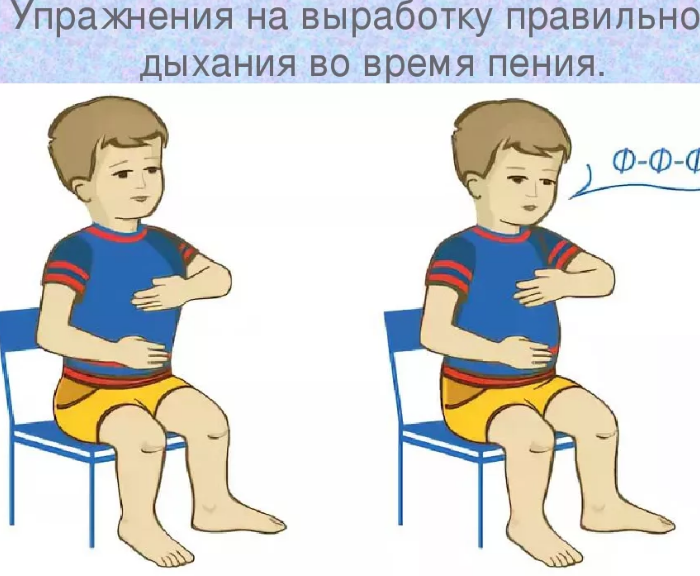 Упражнения на выработку правильно
дыхания во время пения.
Ф-Ф-Ф